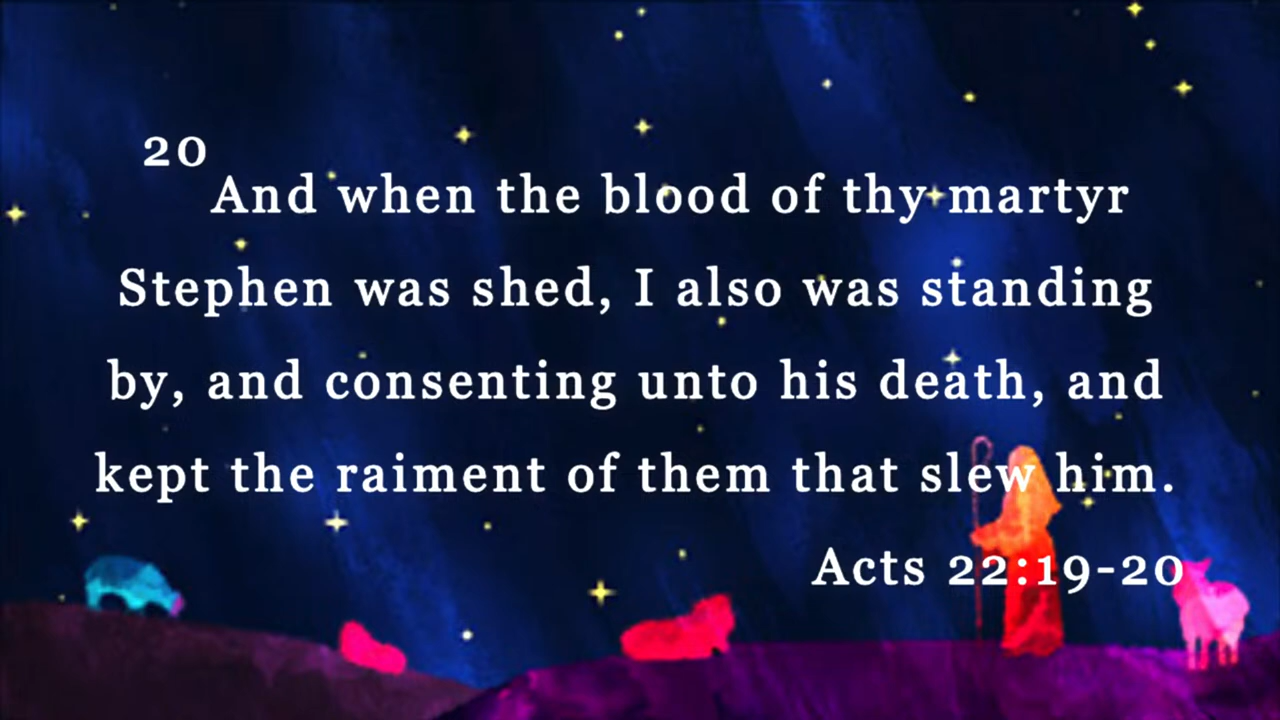 20
And when the blood of thy martyr
Stephen was shed, I also was standing
by, and consenting unto his death, and
kept the raiment of them that slew him.
Acts 22:19-20